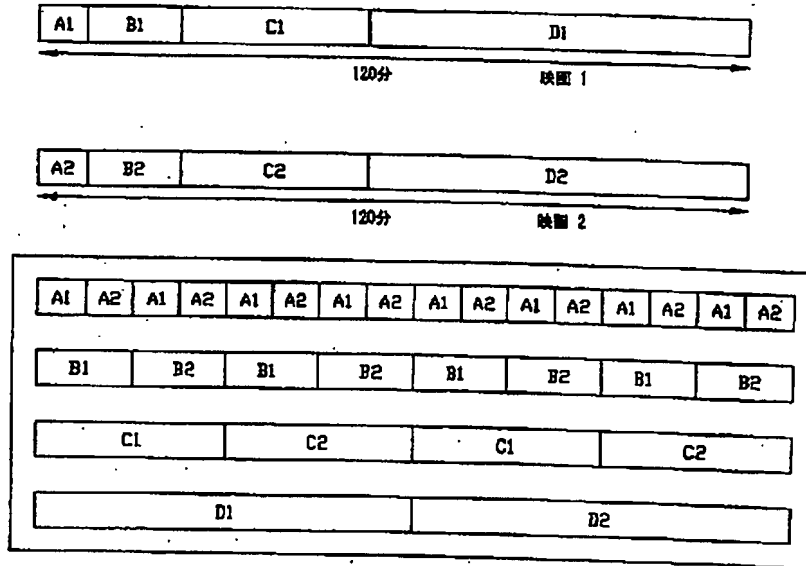 A1 B1 C1 D1
120分 映画 1
A2 B2 C2 D2
120分 映画 2
A1 A2 A1 A2 A1 A2 A1 A2 A1 A2 A1 A2 A1 A2 A1 A2
B1 B2 B1 B2 B1 B2 B1 B2
C1 C2 C1 C2
D1 D2